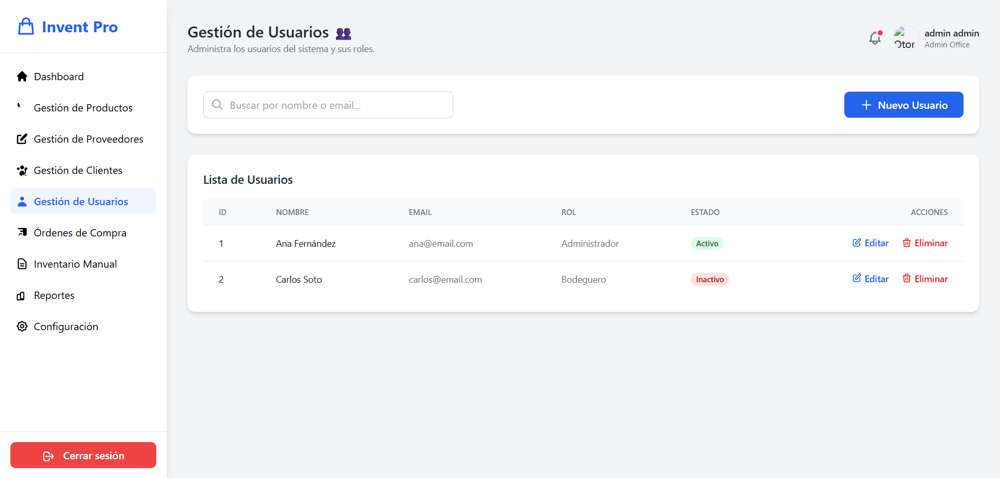 Invent Pro
Dashboard
Gestión de Productos
Gestión de Proveedores
Gestión de Clientes
Gestión de Usuarios
Órdenes de Compra
Inventario Manual
Reportes
Configuración
Cerrar sesión
Gestión de Usuarios
Administra los usuarios del sistema y sus roles.
admin admin
Admin Office
Buscar por nombre o email...
Nuevo Usuario
Lista de Usuarios
ID NOMBRE EMAIL ROL ESTADO ACCIONES
1 Ana Fernández ana@email.com Administrador Activo Editar Eliminar
2 Carlos Soto carlos@email.com Bodeguero Inactivo Editar Eliminar